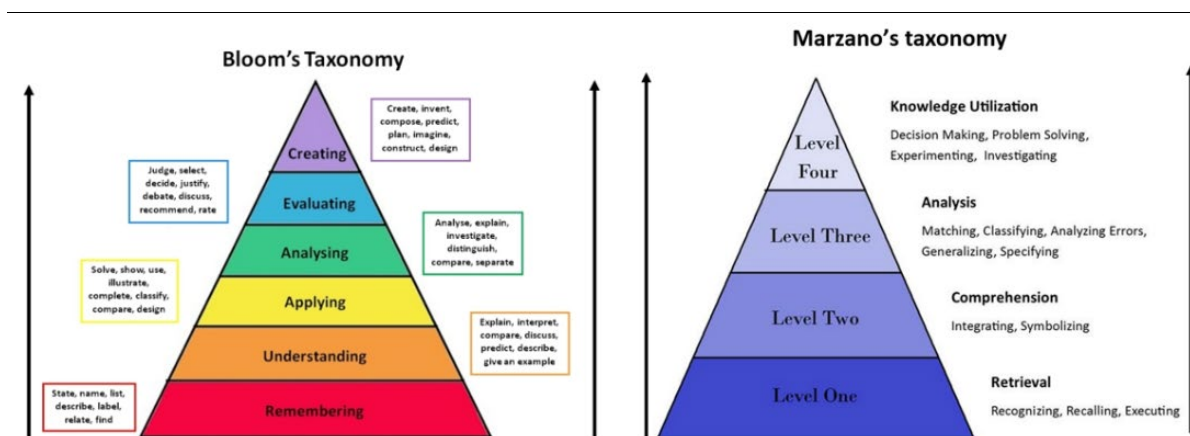 Bloom's Taxonomy
Create, invent,
compose, predict,
plan, imagine,
construct, design
Creating
Judge, select,
decide, justify,
debate, discuss,
recommend, rate
Evaluating
Analyse, explain,
investigate,
distinguish,
compare, separate
Analysing
Solve, show, use,
illustrate,
complete, classify,
compare, design
Applying
Explain, interpret,
compare, discuss,
predict, describe,
give an example
Understanding
State, name, list,
describe, label,
relate, find
Remembering
Marzano's taxonomy
Level
Four
Knowledge Utilization
Decision Making, Problem Solving,
Experimenting, Investigating
Level Three
Analysis
Matching, Classifying, Analyzing Errors,
Generalizing, Specifying
Level Two
Comprehension
Integrating, Symbolizing
Level One
Retrieval
Recognizing, Recalling, Executing